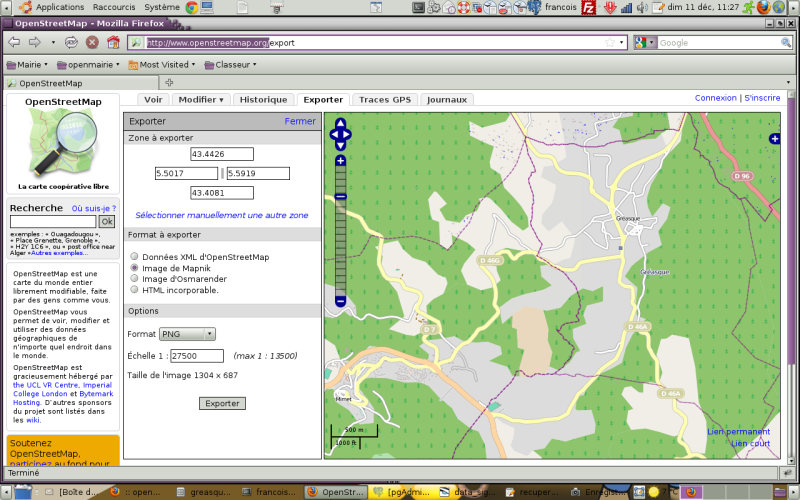 Applications Raccourcis Système
francois
dim 11 déc, 11:27
OpenStreetMap - Mozilla Firefox
http://www.openstreetmap.org/export
Google
Mairie
openmairie
Most Visited
Classeur
OpenStreetMap
OpenStreetMap
La carte coopérative libre
Recherche Où suis-je ?
Ok
exemples : « Ouagadougou »,
« Place Grenette, Grenoble »,
« H2Y 1C6 », ou « post office near
Alger »Autres exemples...
OpenStreetMap est une
carte du monde entier
librement modifiable, faite
par des gens comme vous.
OpenStreetMap vous
permet de voir, modifier et
utiliser des données
géographiques de
n'importe quel endroit dans
le monde.
OpenStreetMap est
gracieusement hébergé par
the UCL VR Centre, Imperial
College London et Bytemark
Hosting. D'autres sponsors
du projet sont listés dans
les wiki.
Soutenez
OpenStreetMap,
participez au fond pour
Voir Modifier Historique Exporter Traces GPS Journaux
Connexion | S'inscrire
Exporter Fermer
Zone à exporter
43.4426
5.5017 5.5919
43.4081
Sélectionner manuellement une autre zone
Format à exporter
Données XML d'OpenStreetMap
Image de Mapnik
Image d'Osmarender
HTML incorporable.
Options
Format PNG
Échelle 1 : 27500 (max 1 : 13500)
Taille de l'image 1304 x 687
Exporter
D 96
Greasque
D 46G
Gréasque
D 7
D 46A
D 46A
Mimet
500 m
1000 ft
Lien permanent
Lien court
Terminé
[Boîte d...
:: open...
greasqu...
francois...
OpenStr...
[pgAdmi...
data_sig
recuper...
Enregist...
7°C